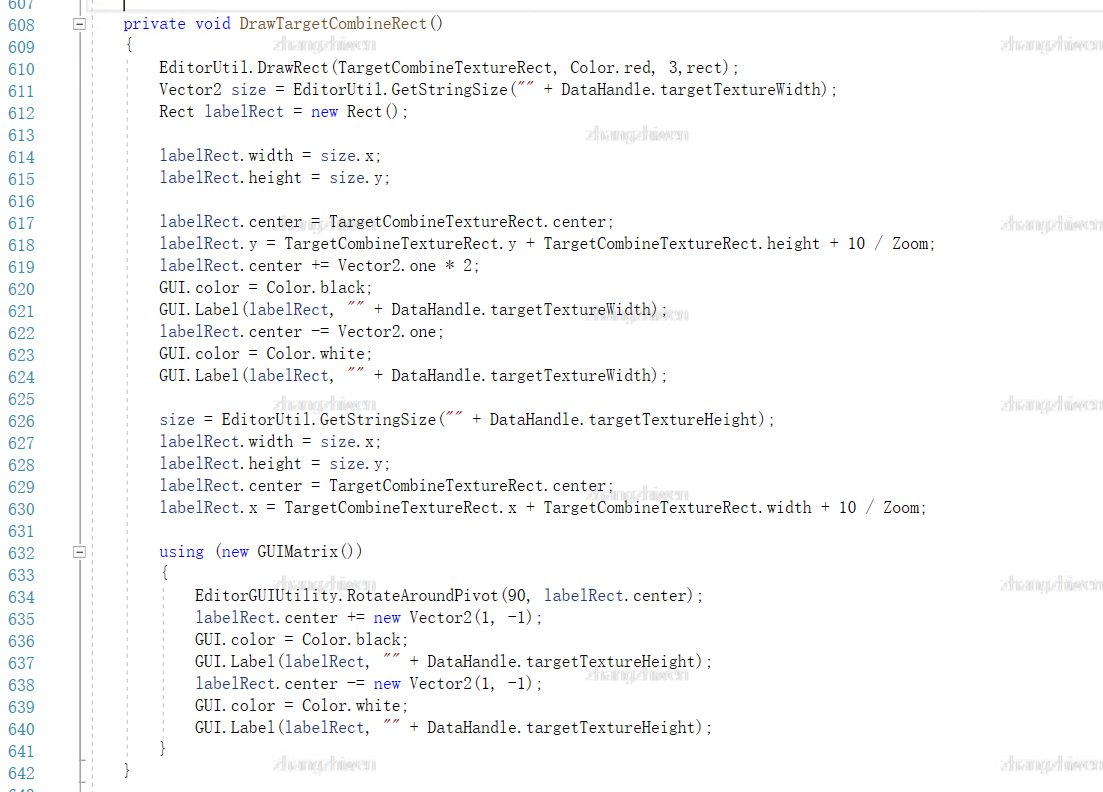 607
608 private void DrawTargetCombineRect()
609 {
610 EditorUtil.DrawRect(TargetCombineTextureRect, Color.red, 3,rect);
611 Vector2 size = EditorUtil.GetStringSize("" + DataHandle.targetTextureWidth);
612 Rect labelRect = new Rect();
613
614 labelRect.width = size.x;
615 labelRect.height = size.y;
616
617 labelRect.center = TargetCombineTextureRect.center;
618 labelRect.y = TargetCombineTextureRect.y + TargetCombineTextureRect.height + 10 / Zoom;
619 labelRect.center += Vector2.one * 2;
620 GUI.color = Color.black;
621 GUI.Label(labelRect, "" + DataHandle.targetTextureWidth);
622 labelRect.center -= Vector2.one;
623 GUI.color = Color.white;
624 GUI.Label(labelRect, "" + DataHandle.targetTextureWidth);
625
626 size = EditorUtil.GetStringSize("" + DataHandle.targetTextureHeight);
627 labelRect.width = size.x;
628 labelRect.height = size.y;
629 labelRect.center = TargetCombineTextureRect.center;
630 labelRect.x = TargetCombineTextureRect.x + TargetCombineTextureRect.width + 10 / Zoom;
631
632 using (new GUIMatrix())
633 {
634 EditorGUIUtility.RotateAroundPivot(90, labelRect.center);
635 labelRect.center += new Vector2(1, -1);
636 GUI.color = Color.black;
637 GUI.Label(labelRect, "" + DataHandle.targetTextureHeight);
638 labelRect.center -= new Vector2(1, -1);
639 GUI.color = Color.white;
640 GUI.Label(labelRect, "" + DataHandle.targetTextureHeight);
641 }
642 }